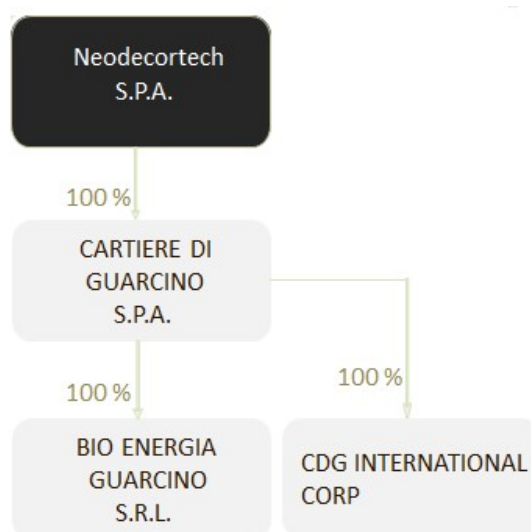 Neodecortech
S.P.A.
100 %
CARTIERE DI
GUARCINO
S.P.A.
100 %
100 %
BIO ENERGIA
GUARCINO
S.R.L.
CDG INTERNATIONAL
CORP